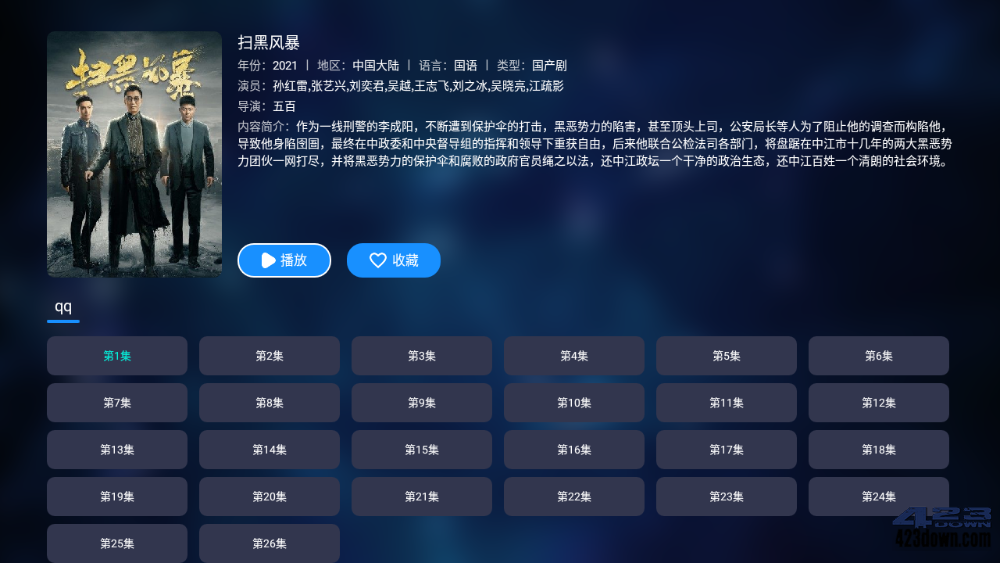 扫黑风暴
扫黑风暴
年份：2021 | 地区：中国大陆 | 语言：国语 | 类型：国产剧
演员：孙红雷,张艺兴,刘奕君,吴越,王志飞,刘之冰,吴晓亮,江疏影
导演：五百
内容简介：作为一线刑警的李成阳，不断遭到保护伞的打击，黑恶势力的陷害，甚至顶头上司，公安局长等人为了阻止他的调查而构陷他，
导致他身陷囹圄，最终在中政委和中央督导组的指挥和领导下重获自由，后来他联合公检法司各部门，将盘踞在中江市十几年的两大黑恶势
力团伙一网打尽，并将黑恶势力的保护伞和腐败的政府官员绳之以法，还中江政坛一个干净的政治生态，还中江百姓一个清朗的社会环境。
播放 收藏
qq
第1集 第2集 第3集 第4集 第5集 第6集
第7集 第8集 第9集 第10集 第11集 第12集
第13集 第14集 第15集 第16集 第17集 第18集
第19集 第20集 第21集 第22集 第23集 第24集
第25集 第26集
423
DOWN
423down.com